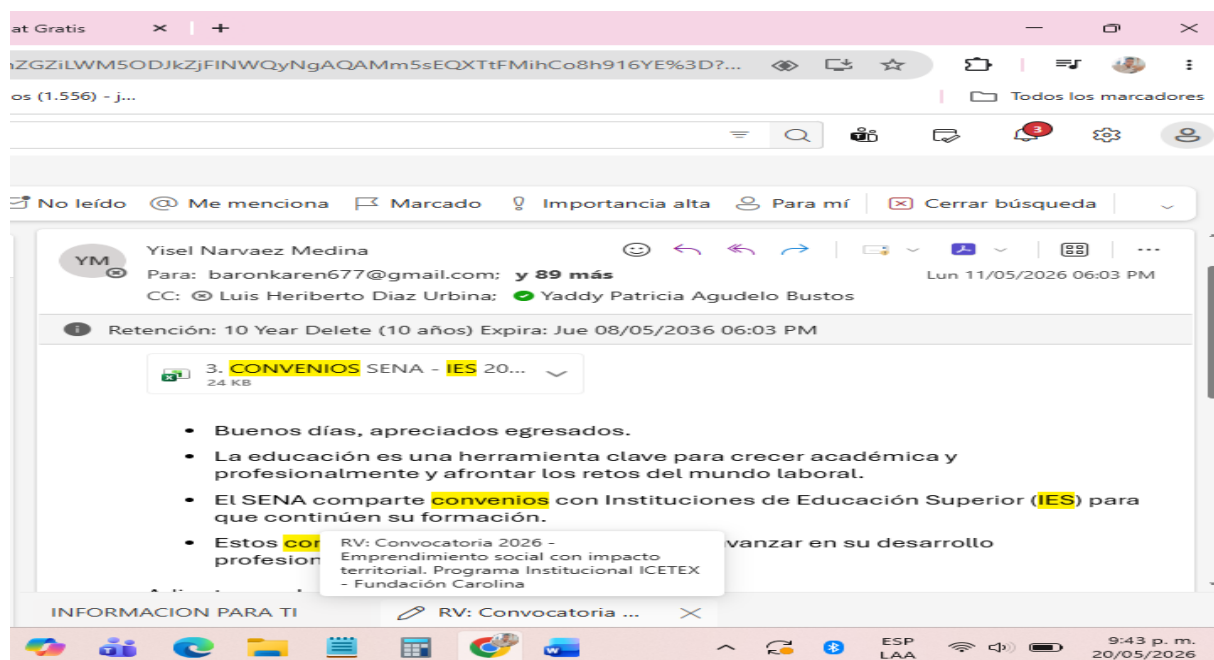 at Gratis
nZGZiLWM5ODJkZjFlNWQyNgAQAMm5sEQXTtFMihCo8h916YE%3D?...
os (1.556) - j...
Todos los marcadores
3
No leído @ Me menciona Marcado Importancia alta Para mí Cerrar búsqueda
YM
Yisel Narvaez Medina
Para: baronkaren677@gmail.com; y 89 más
Lun 11/05/2026 06:03 PM
CC: Luis Heriberto Diaz Urbina; Yaddy Patricia Agudelo Bustos
Retención: 10 Year Delete (10 años) Expira: Jue 08/05/2036 06:03 PM
3. CONVENIOS SENA - IES 20...
24 KB
• Buenos días, apreciados egresados.
• La educación es una herramienta clave para crecer académica y
profesionalmente y afrontar los retos del mundo laboral.
• El SENA comparte convenios con Instituciones de Educación Superior (IES) para
que continúen su formación.
• Estos con vanzar en su desarrollo
profesion
RV: Convocatoria 2026 -
Emprendimiento social con impacto
territorial. Programa Institucional ICETEX
- Fundación Carolina
INFORMACION PARA TI
RV: Convocatoria ...
ESP
LAA
9:43 p. m.
20/05/2026